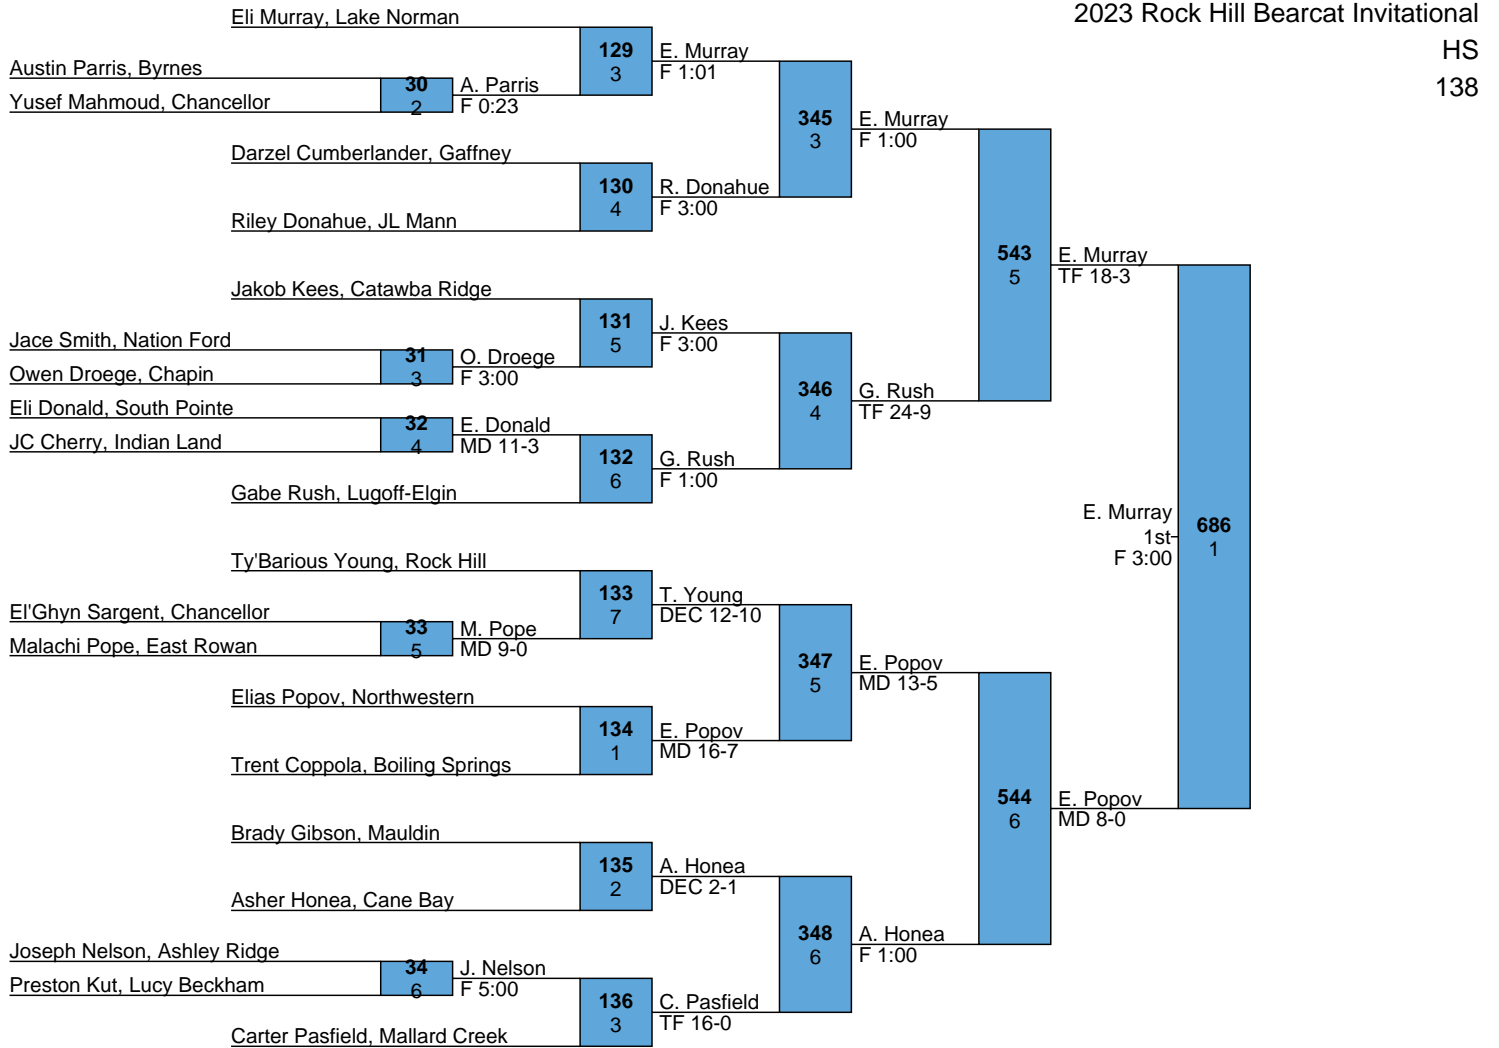 2023 Rock Hill Bearcat Invitational
HS
138
Eli Murray, Lake Norman
Austin Parris, Byrnes
Yusef Mahmoud, Chancellor
30
2
A. Parris
F 0:23
129
3
E. Murray
F 1:01
Darzel Cumberlander, Gaffney
Riley Donahue, JL Mann
130
4
R. Donahue
F 3:00
345
3
E. Murray
F 1:00
Jakob Kees, Catawba Ridge
Jace Smith, Nation Ford
Owen Droege, Chapin
31
3
O. Droege
F 3:00
131
5
J. Kees
F 3:00
Eli Donald, South Pointe
JC Cherry, Indian Land
32
4
E. Donald
MD 11-3
Gabe Rush, Lugoff-Elgin
132
6
G. Rush
F 1:00
346
4
G. Rush
TF 24-9
543
5
E. Murray
TF 18-3
Ty'Barious Young, Rock Hill
El'Ghyn Sargent, Chancellor
Malachi Pope, East Rowan
33
5
M. Pope
MD 9-0
133
7
T. Young
DEC 12-10
Elias Popov, Northwestern
Trent Coppola, Boiling Springs
134
1
E. Popov
MD 16-7
347
5
E. Popov
MD 13-5
Brady Gibson, Mauldin
Asher Honea, Cane Bay
135
2
A. Honea
DEC 2-1
Joseph Nelson, Ashley Ridge
Preston Kut, Lucy Beckham
34
6
J. Nelson
F 5:00
Carter Pasfield, Mallard Creek
136
3
C. Pasfield
TF 16-0
348
6
A. Honea
F 1:00
544
6
E. Popov
MD 8-0
686
1
E. Murray
1st
F 3:00